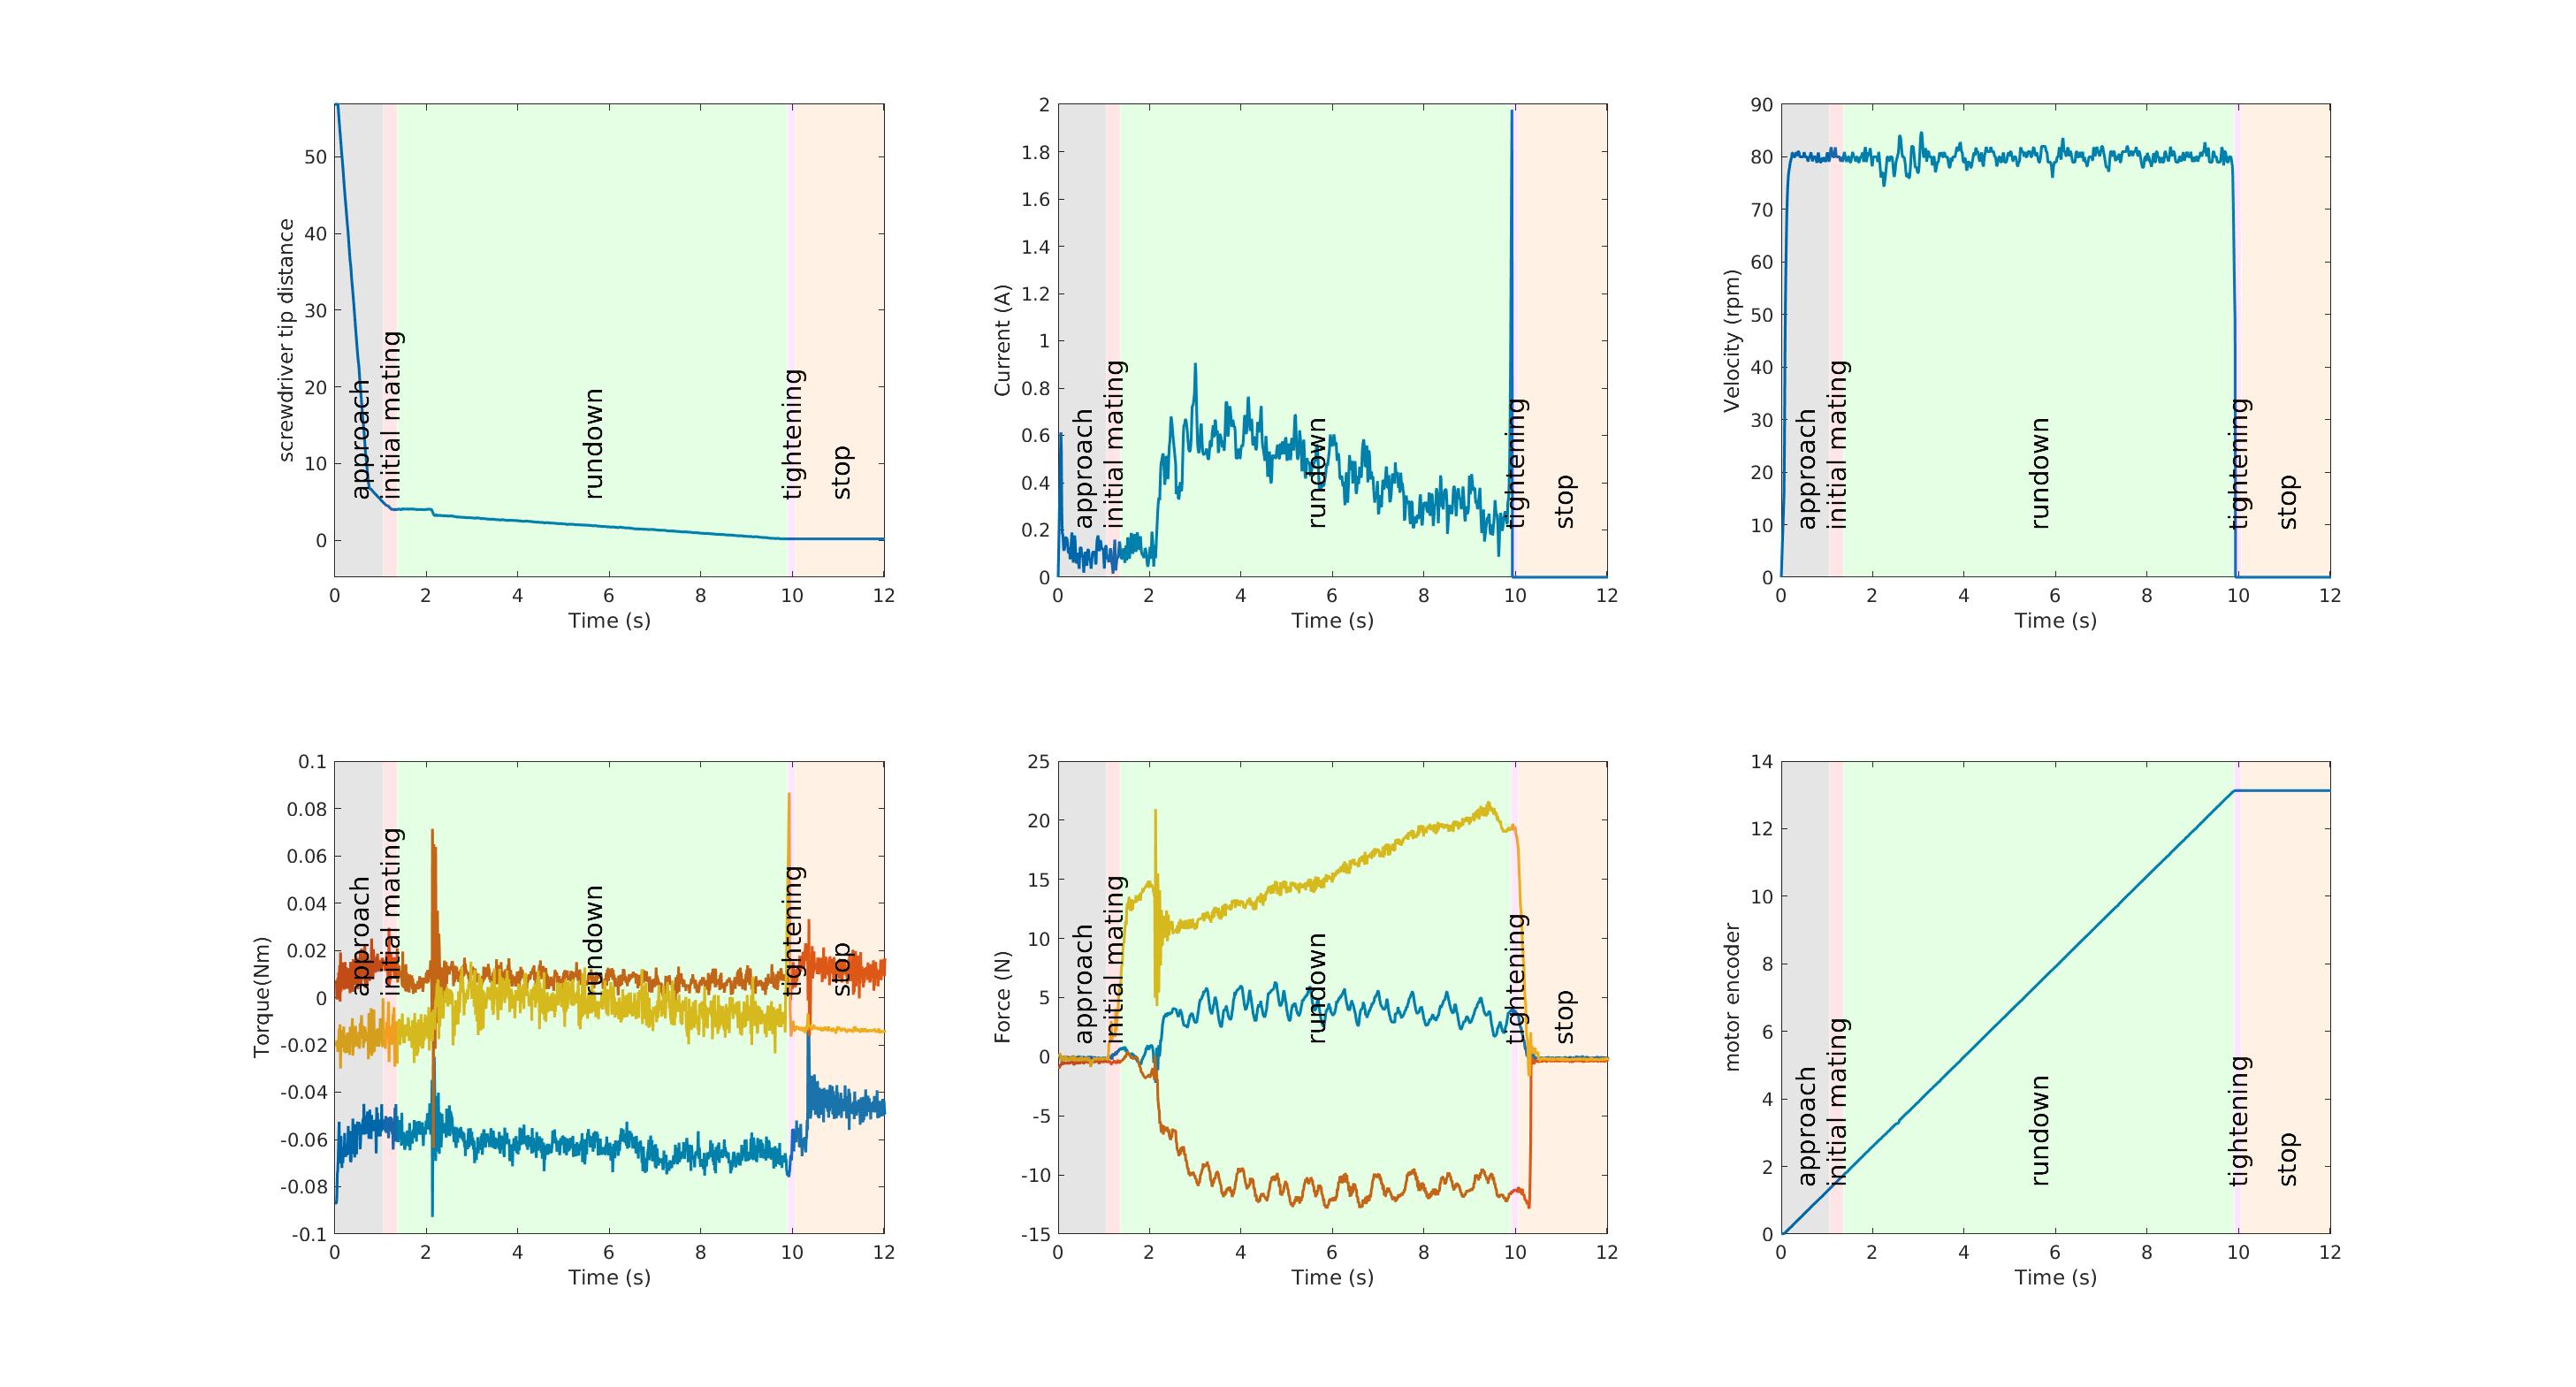 screwdriver tip distance
50
40
30
20
10
0
approach
initial mating
rundown
tightening
stop
0 2 4 6 8 10 12
Time (s)
Current (A)
2
1.8
1.6
1.4
1.2
1
0.8
0.6
0.4
0.2
0
approach
initial mating
rundown
tightening
stop
0 2 4 6 8 10 12
Time (s)
Velocity (rpm)
90
80
70
60
50
40
30
20
10
0
approach
initial mating
rundown
tightening
stop
0 2 4 6 8 10 12
Time (s)
Torque(Nm)
0.1
0.08
0.06
0.04
0.02
0
-0.02
-0.04
-0.06
-0.08
-0.1
approach
initial mating
rundown
tightening
stop
0 2 4 6 8 10 12
Time (s)
Force (N)
25
20
15
10
5
0
-5
-10
-15
approach
initial mating
rundown
tightening
stop
0 2 4 6 8 10 12
Time (s)
motor encoder
14
12
10
8
6
4
2
0
approach
initial mating
rundown
tightening
stop
0 2 4 6 8 10 12
Time (s)